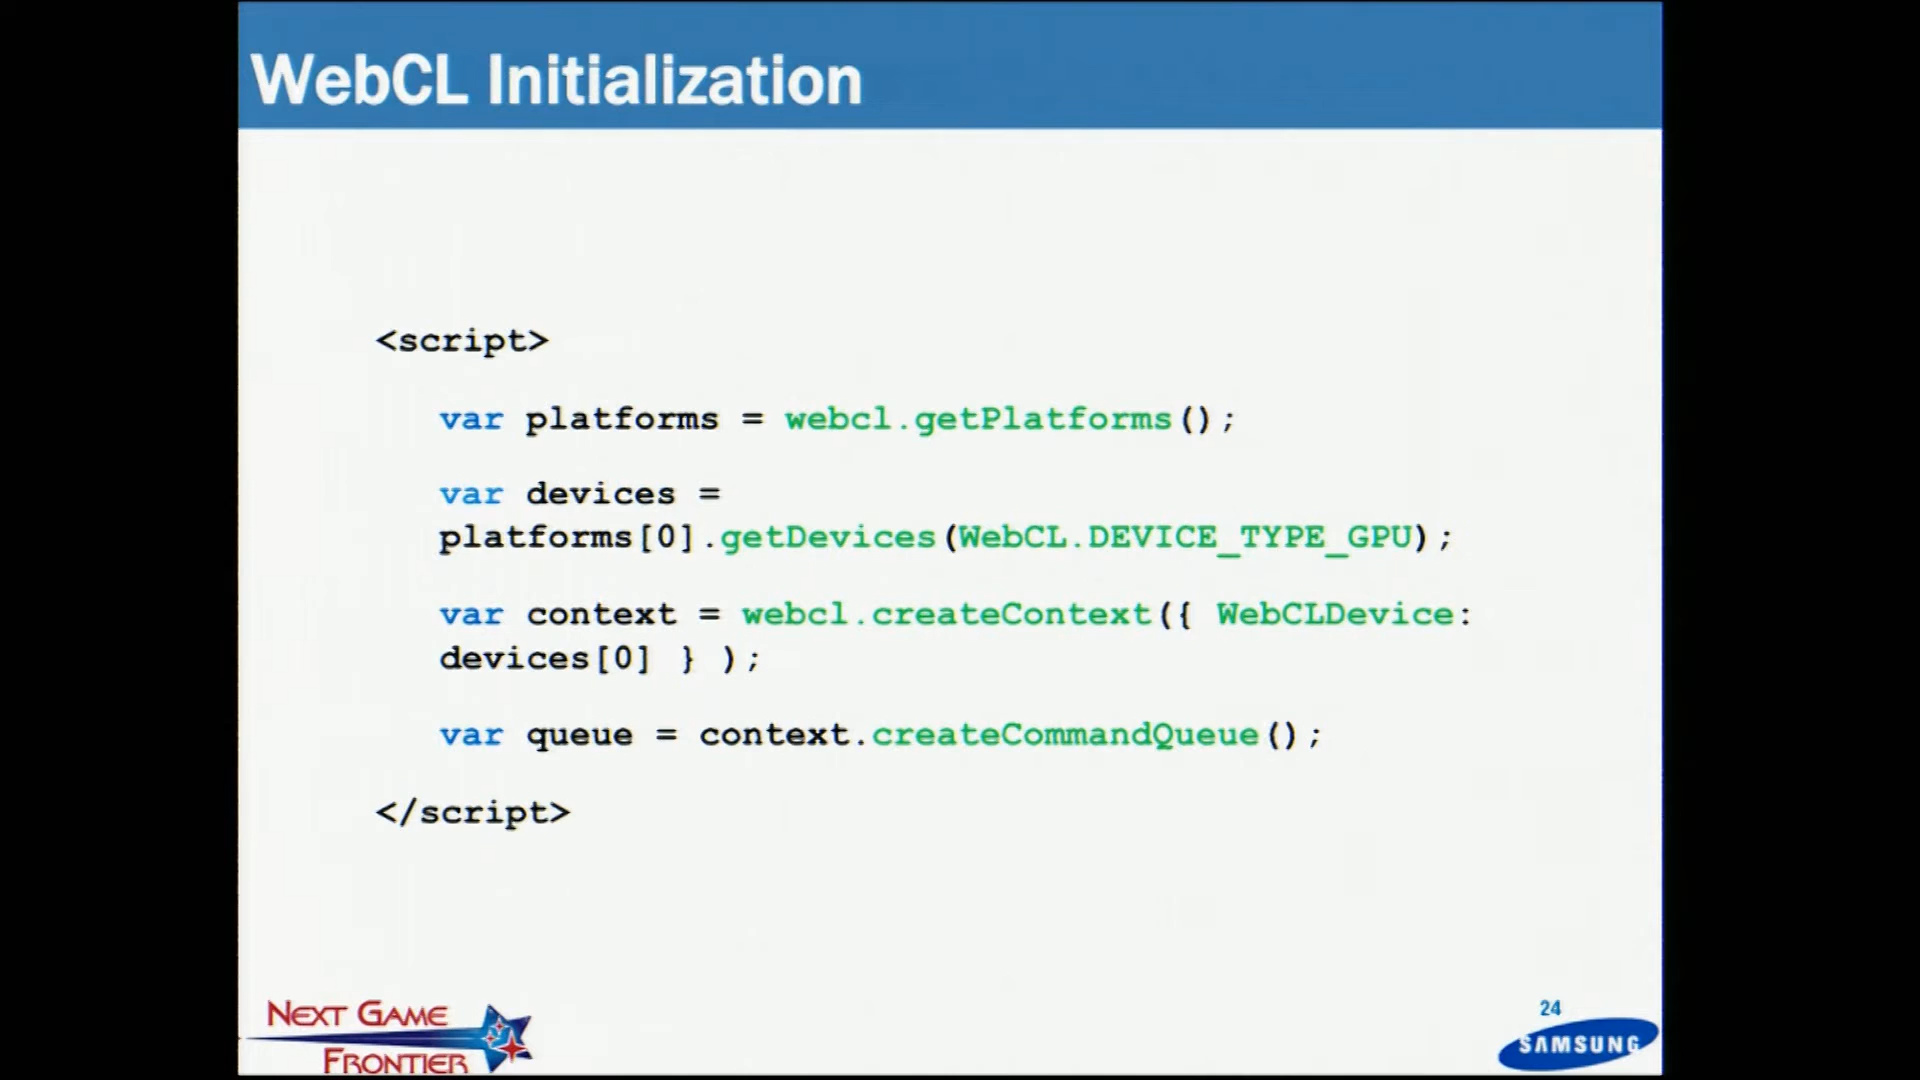 WebCL Initialization
<script>
var platforms = webcl.getPlatforms();
var devices =
platforms[0].getDevices(WebCL.DEVICE_TYPE_GPU);
var context = webcl.createContext({ WebCLDevice:
devices[0] } );
var queue = context.createCommandQueue();
</script>
NEXT GAME
FRONTIER
24
SAMSUNG